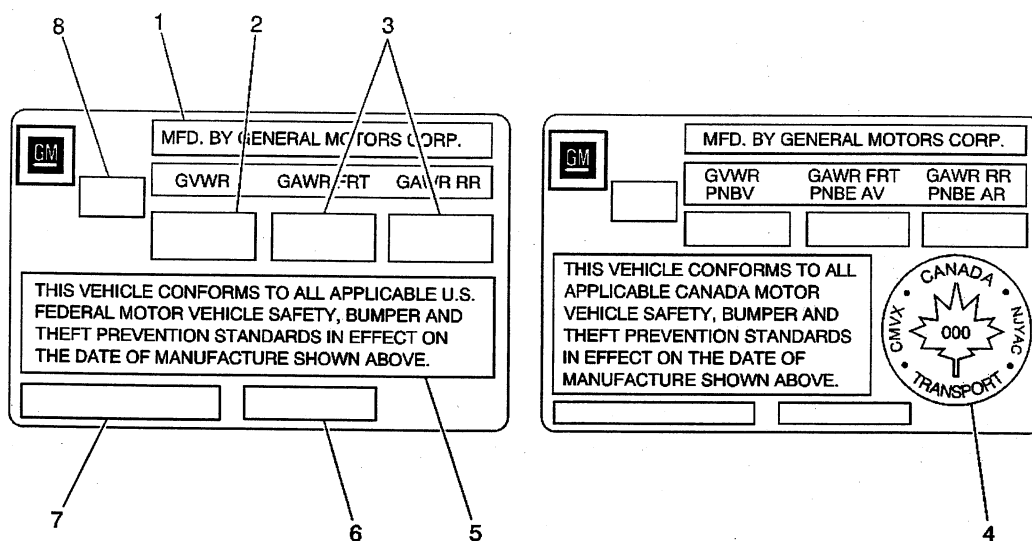 8 1 2 3
GM
MFD. BY GENERAL MOTORS CORP.
GVWR GAWR FRT GAWR RR
THIS VEHICLE CONFORMS TO ALL APPLICABLE U.S.
FEDERAL MOTOR VEHICLE SAFETY, BUMPER AND
THEFT PREVENTION STANDARDS IN EFFECT ON
THE DATE OF MANUFACTURE SHOWN ABOVE.
7 6 5
GM
MFD. BY GENERAL MOTORS CORP.
GVWR GAWR FRT GAWR RR
PNBV PNBE AV PNBE AR
THIS VEHICLE CONFORMS TO ALL
APPLICABLE CANADA MOTOR
VEHICLE SAFETY, BUMPER AND
THEFT PREVENTION STANDARDS
IN EFFECT ON THE DATE OF
MANUFACTURE SHOWN ABOVE.
CANADA
CMVX
000
NJYAC
TRANSPORT
4